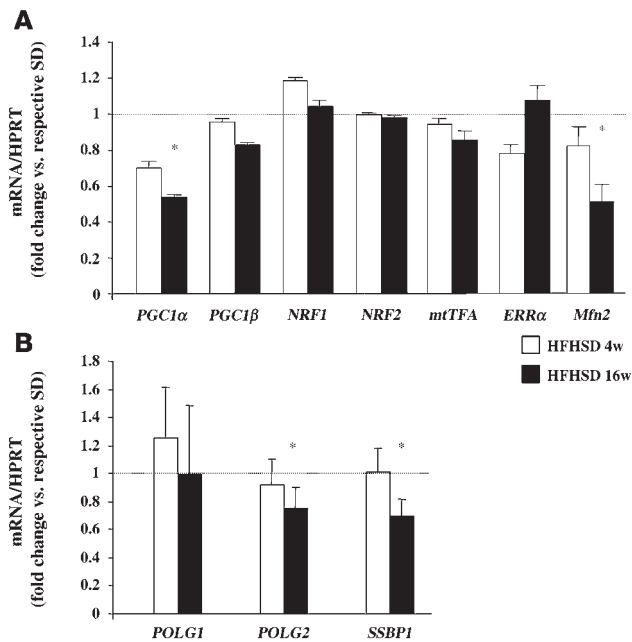 A
mRNA/HPRT
(fold change vs. respective SD)
1.4
1.2
1
0.8
0.6
0.4
0.2
0
*
*
PGC1α PGC1β NRF1 NRF2 mtTFA ERRα Mfn2
HFHSD 4w
HFHSD 16w
B
mRNA/HPRT
(fold change vs. respective SD)
1.8
1.6
1.4
1.2
1
0.8
0.6
0.4
0.2
0
*
*
POLG1 POLG2 SSBP1